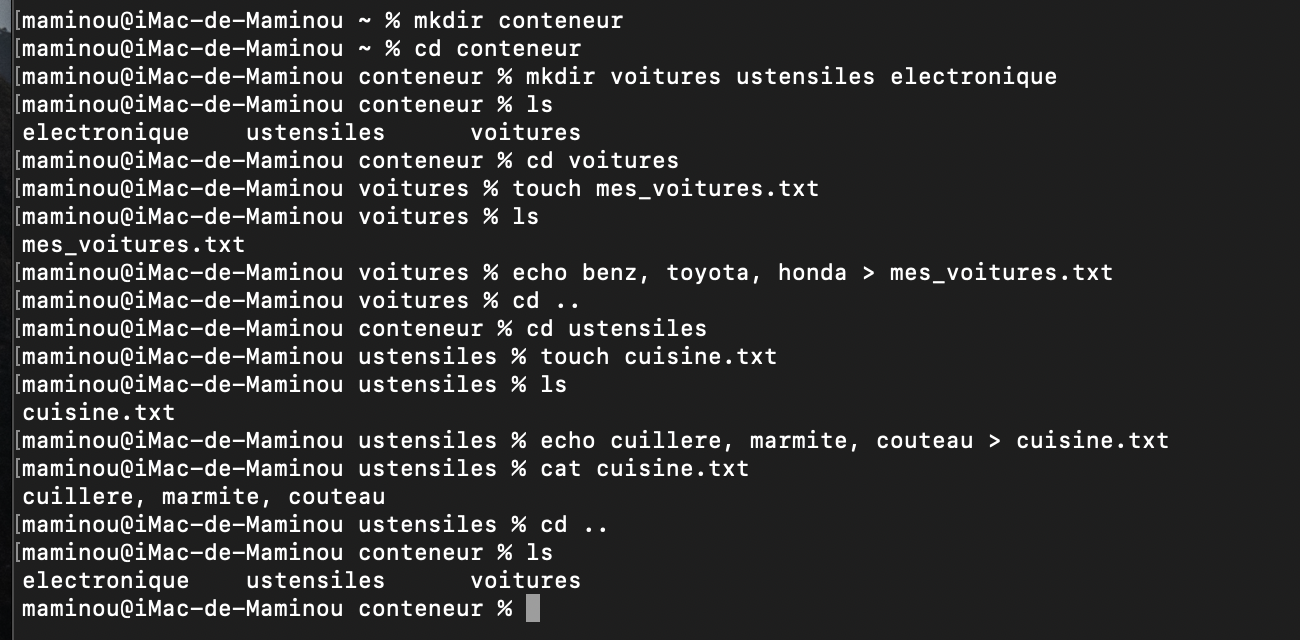 [maminou@iMac-de-Maminou ~ % mkdir conteneur
[maminou@iMac-de-Maminou ~ % cd conteneur
[maminou@iMac-de-Maminou conteneur % mkdir voitures ustensiles electronique
[maminou@iMac-de-Maminou conteneur % ls
electronique    ustensiles      voitures
[maminou@iMac-de-Maminou conteneur % cd voitures
[maminou@iMac-de-Maminou voitures % touch mes_voitures.txt
[maminou@iMac-de-Maminou voitures % ls
mes_voitures.txt
[maminou@iMac-de-Maminou voitures % echo benz, toyota, honda > mes_voitures.txt
[maminou@iMac-de-Maminou voitures % cd ..
[maminou@iMac-de-Maminou conteneur % cd ustensiles
[maminou@iMac-de-Maminou ustensiles % touch cuisine.txt
[maminou@iMac-de-Maminou ustensiles % ls
cuisine.txt
[maminou@iMac-de-Maminou ustensiles % echo cuillere, marmite, couteau > cuisine.txt
[maminou@iMac-de-Maminou ustensiles % cat cuisine.txt
cuillere, marmite, couteau
[maminou@iMac-de-Maminou ustensiles % cd ..
[maminou@iMac-de-Maminou conteneur % ls
electronique    ustensiles      voitures
maminou@iMac-de-Maminou conteneur %